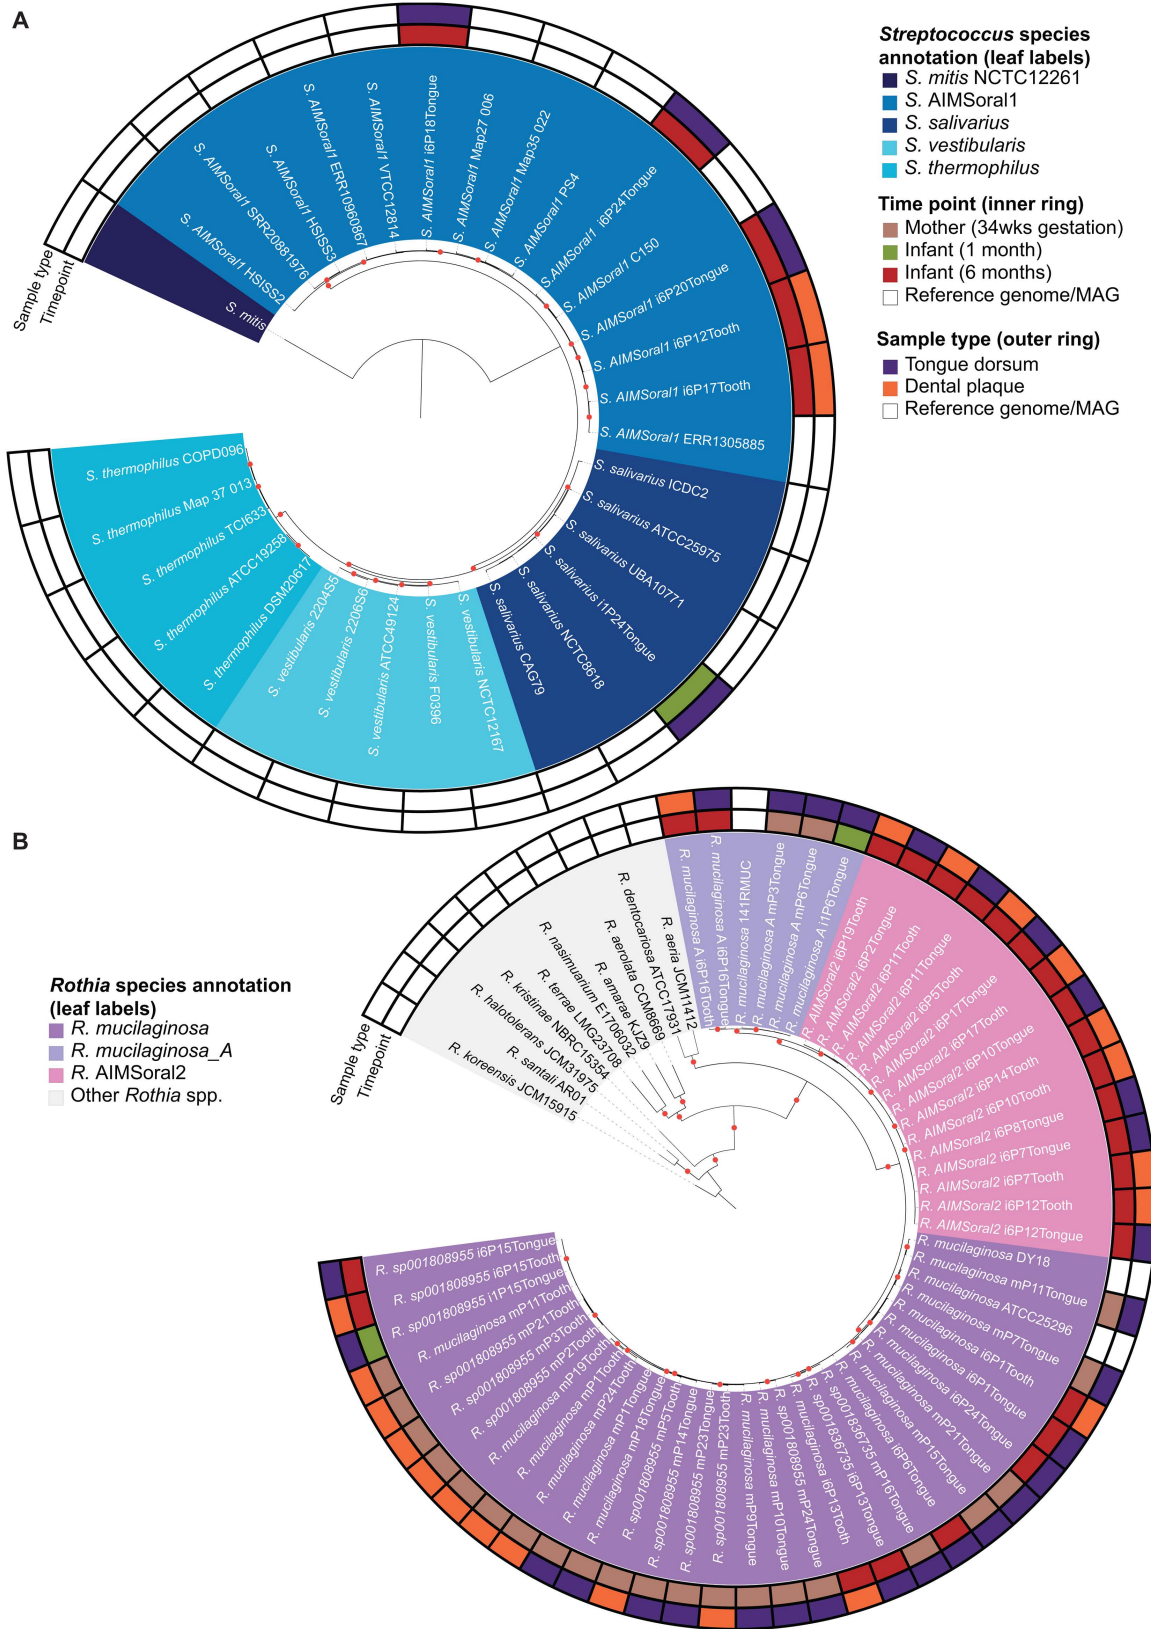 A
Streptococcus species
annotation (leaf labels)
S. mitis NCTC12261
S. AIMSoral1
S. salivarius
S. vestibularis
S. thermophilus
Time point (inner ring)
Mother (34wks gestation)
Infant (1 month)
Infant (6 months)
Reference genome/MAG
Sample type (outer ring)
Tongue dorsum
Dental plaque
Reference genome/MAG
Sample type
Timepoint
S. mitis
S. AIMSoral1 HSISS2
S. AIMSoral1 SRR20881976
S. AIMSoral1 HSISS3
S. AIMSoral1 ERR10960867
S. AIMSoral1 VTCC12814
S. AIMSoral1 i6P18Tongue
S. AIMSoral1 Map27 006
S. AIMSoral1 Map35 022
S. AIMSoral1 PS4
S.AIMSoral1 i6P24Tongue
S. AIMSoral1 C150
S. AIMSoral1 i6P20Tongue
S. AIMSoral1 i6P12Tooth
S. AIMSoral1 i6P17Tooth
S. AIMSoral1 ERR1305885
S. salivarius ICDC2
S. salivarius ATCC25975
S. salivarius UBA10771
S. salivarius i1P24Tongue
S. salivarius NCTC8618
S. salivarius CAG79
S. vestibularis NCTC12167
S. vestibularis F0396
S. vestibularis ATCC49124
S. vestibularis 2206S6
S. vestibularis 2204S5
S. thermophilus DSM20617
S. thermophilus ATCC19258
S. thermophilus TCI633
S. thermophilus Map 37 013
S. thermophilus COPD096
B
Rothia species annotation
(leaf labels)
R. mucilaginosa
R. mucilaginosa_A
R. AIMSoral2
Other Rothia spp.
Sample type
Timepoint
R. koreensis JCM15915
R. santali AR01
R. halotolerans JCM31975
R. kristinae NBRC15354
R. terrae LMG23708
R. nasimuarium E1706032
R. amarae KJZ9
R. aerolata CCM8669
R. dentocariosa ATCC17931
R. aeria JCM11412
R. mucilaginosa A i6P16Tooth
R. mucilaginosa A i6P16Tongue
R. mucilaginosa 141RMUC
R. mucilaginosa A mP3Tongue
R. mucilaginosa A mP6Tongue
R. mucilaginosa A i1P6Tongue
R. AIMSoral2 i6P19Tooth
R. AIMSoral2 i6P2Tongue
R. AIMSoral2 i6P11Tooth
R. AIMSoral2 i6P11Tongue
R. AIMSoral2 i6P5Tooth
R. AIMSoral2 i6P17Tongue
R. AIMSoral2 i6P17Tooth
R. AIMSoral2 i6P10Tongue
R. AIMSoral2 i6P14Tooth
R. AIMSoral2 i6P10Tooth
R. AIMSoral2 i6P8Tongue
R. AIMSoral2 i6P7Tongue
R. AIMSoral2 i6P7Tooth
R. AIMSoral2 i6P12Tooth
R. AIMSoral2 i6P12Tongue
R. mucilaginosa DY18
R. mucilaginosa mP11Tongue
R. mucilaginosa ATCC25296
R. mucilaginosa mP7Tongue
R. mucilaginosa i6P1Tooth
R. mucilaginosa i6P1Tongue
R. mucilaginosa i6P24Tongue
R. mucilaginosa mP21Tongue
R. mucilaginosa mP15Tongue
R. mucilaginosa i6P6Tongue
R. sp001836735 mP16Tongue
R. sp001836735 i6P13Tongue
R. mucilaginosa i6P13Tooth
R. sp001808955 mP24Tongue
R. mucilaginosa mP10Tongue
R. mucilaginosa mP9Tongue
R. sp001808955 mP23Tooth
R. sp001808955 mP23Tongue
R. sp001808955 mP14Tongue
R. sp001808955 mP5Tooth
R. mucilaginosa mP18Tongue
R. mucilaginosa mP1Tongue
R. mucilaginosa mP24Tooth
R. mucilaginosa mP1Tooth
R. mucilaginosa mP19Tooth
R. sp001808955 mP2Tooth
R. sp001808955 mP3Tooth
R. sp001808955 mP21Tooth
R. mucilaginosa mP11Tooth
R. sp001808955 i1P15Tongue
R. sp001808955 i6P15Tooth
R. sp001808955 i6P15Tongue